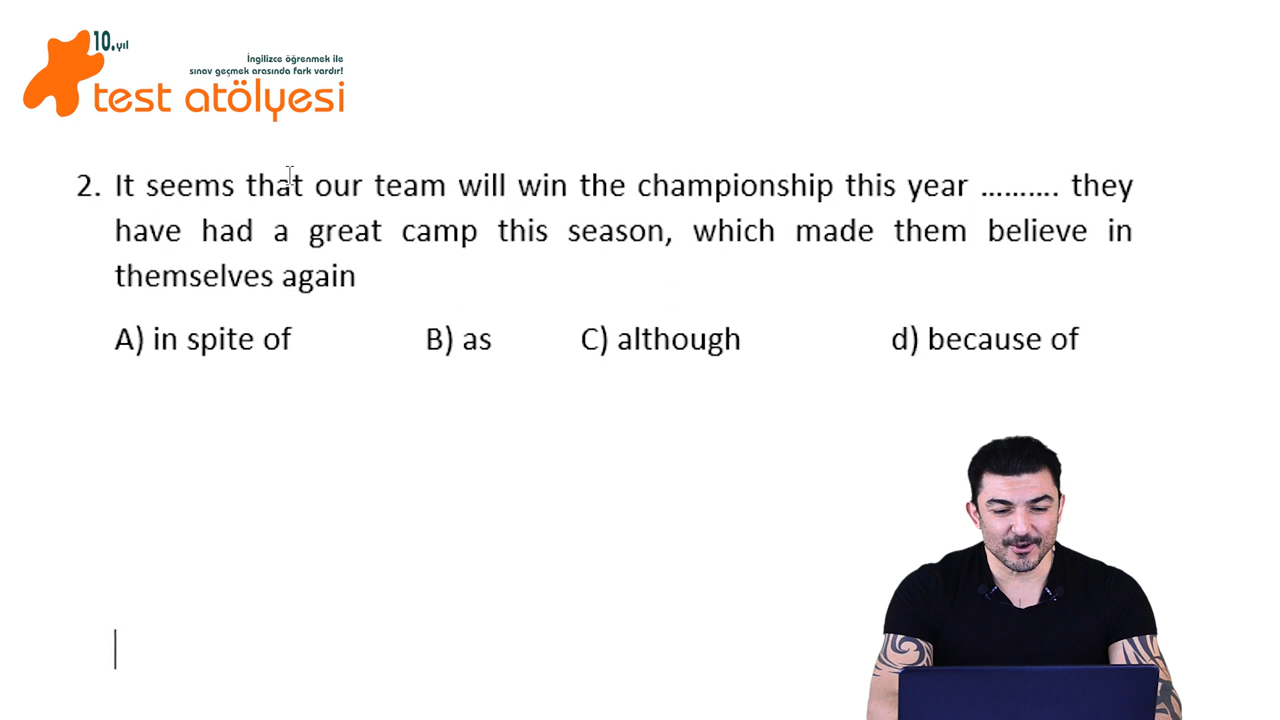 10.yıl
İngilizce öğrenmek ile
sınav geçmek arasında fark vardır!
test atölyesi
2. It seems that our team will win the championship this year .......... they
have had a great camp this season, which made them believe in
themselves again
A) in spite of B) as C) although d) because of